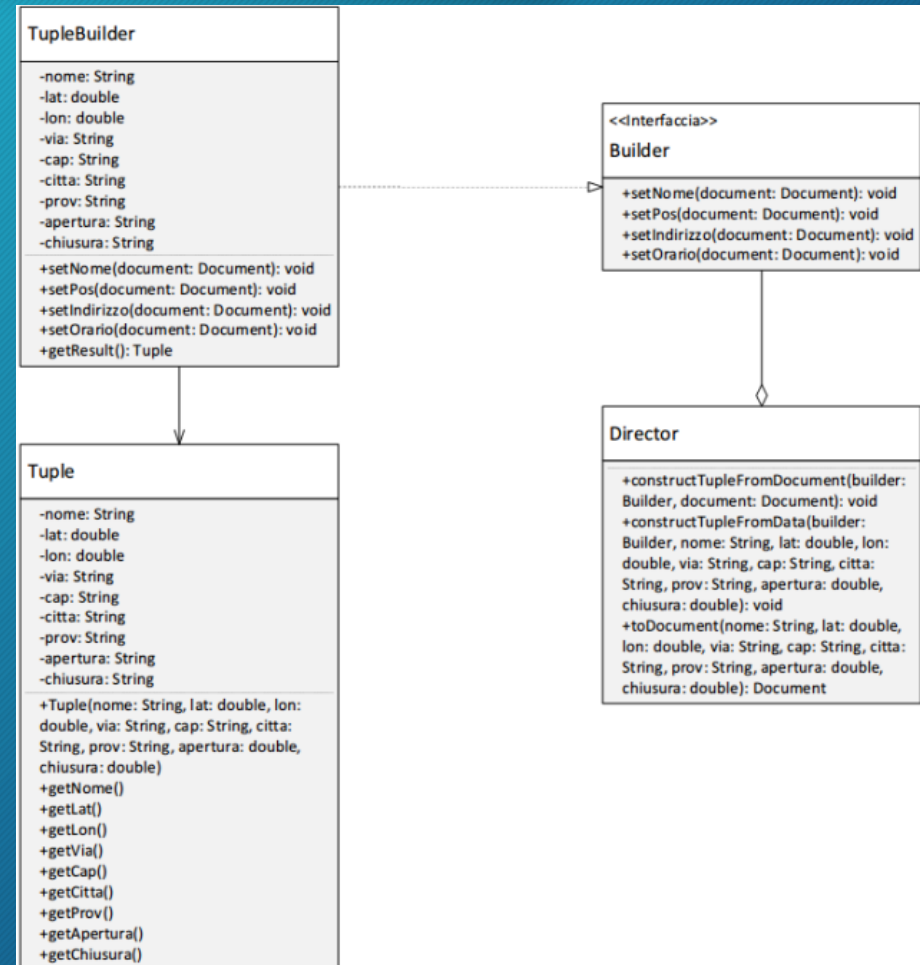 TupleBuilder
-nome: String
-lat: double
-lon: double
-via: String
-cap: String
-citta: String
-prov: String
-apertura: String
-chiusura: String
+setNome(document: Document): void
+setPos(document: Document): void
+setIndirizzo(document: Document): void
+setOrario(document: Document): void
+getResult(): Tuple
<<Interfaccia>>
Builder
+setNome(document: Document): void
+setPos(document: Document): void
+setIndirizzo(document: Document): void
+setOrario(document: Document): void
Tuple
-nome: String
-lat: double
-lon: double
-via: String
-cap: String
-citta: String
-prov: String
-apertura: String
-chiusura: String
+Tuple(nome: String, lat: double, lon:
double, via: String, cap: String, citta:
String, prov: String, apertura: double,
chiusura: double)
+getNome()
+getLat()
+getLon()
+getVia()
+getCap()
+getCitta()
+getProv()
+getApertura()
+getChiusura()
Director
+constructTupleFromDocument(builder:
Builder, document: Document): void
+constructTupleFromData(builder:
Builder, nome: String, lat: double, lon:
double, via: String, cap: String, citta:
String, prov: String, apertura: double,
chiusura: double): void
+toDocument(nome: String, lat: double,
lon: double, via: String, cap: String, citta:
String, prov: String, apertura: double,
chiusura: double): Document